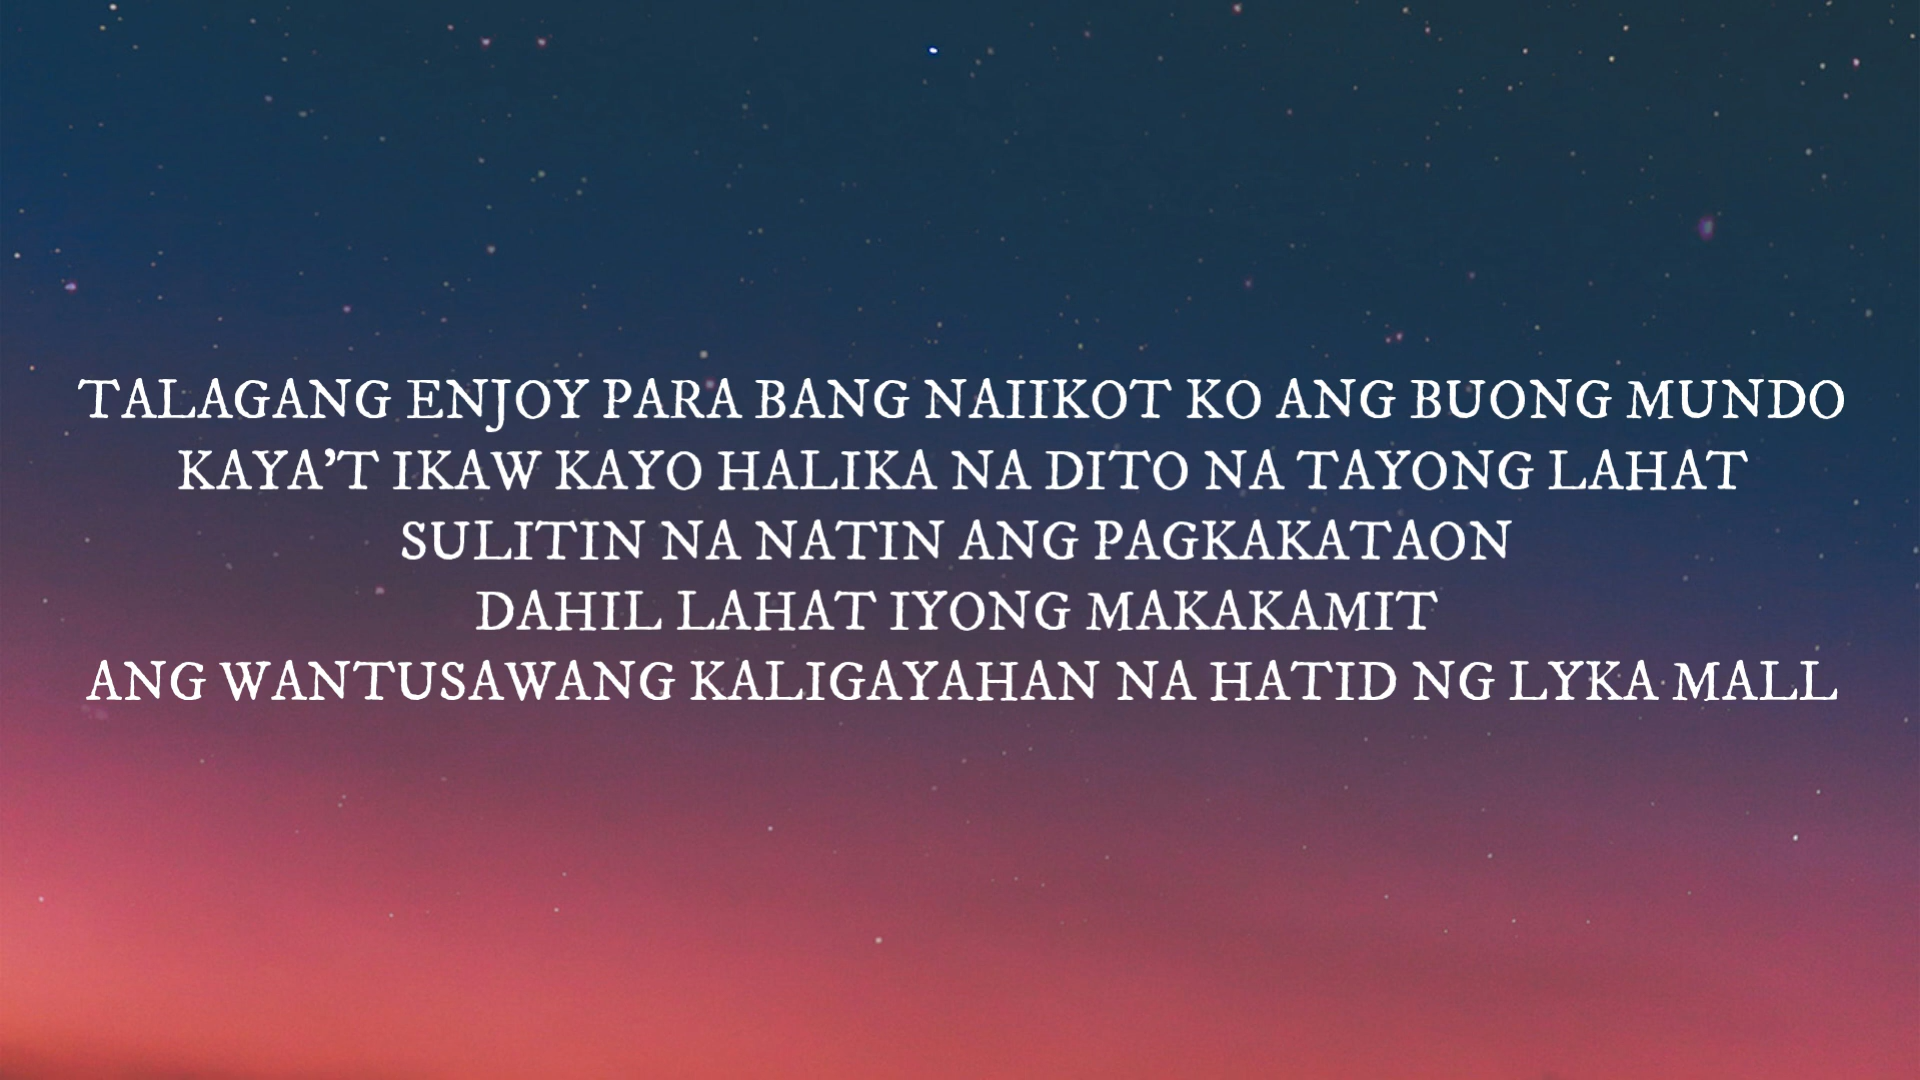 TALAGANG ENJOY PARA BANG NAIIKOT KO ANG BUONG MUNDO
KAYA’T IKAW KAYO HALIKA NA DITO NA TAYONG LAHAT
SULITIN NA NATIN ANG PAGKAKATAON
DAHIL LAHAT IYONG MAKAKAMIT
ANG WANTUSAWANG KALIGAYAHAN NA HATID NG LYKA MALL